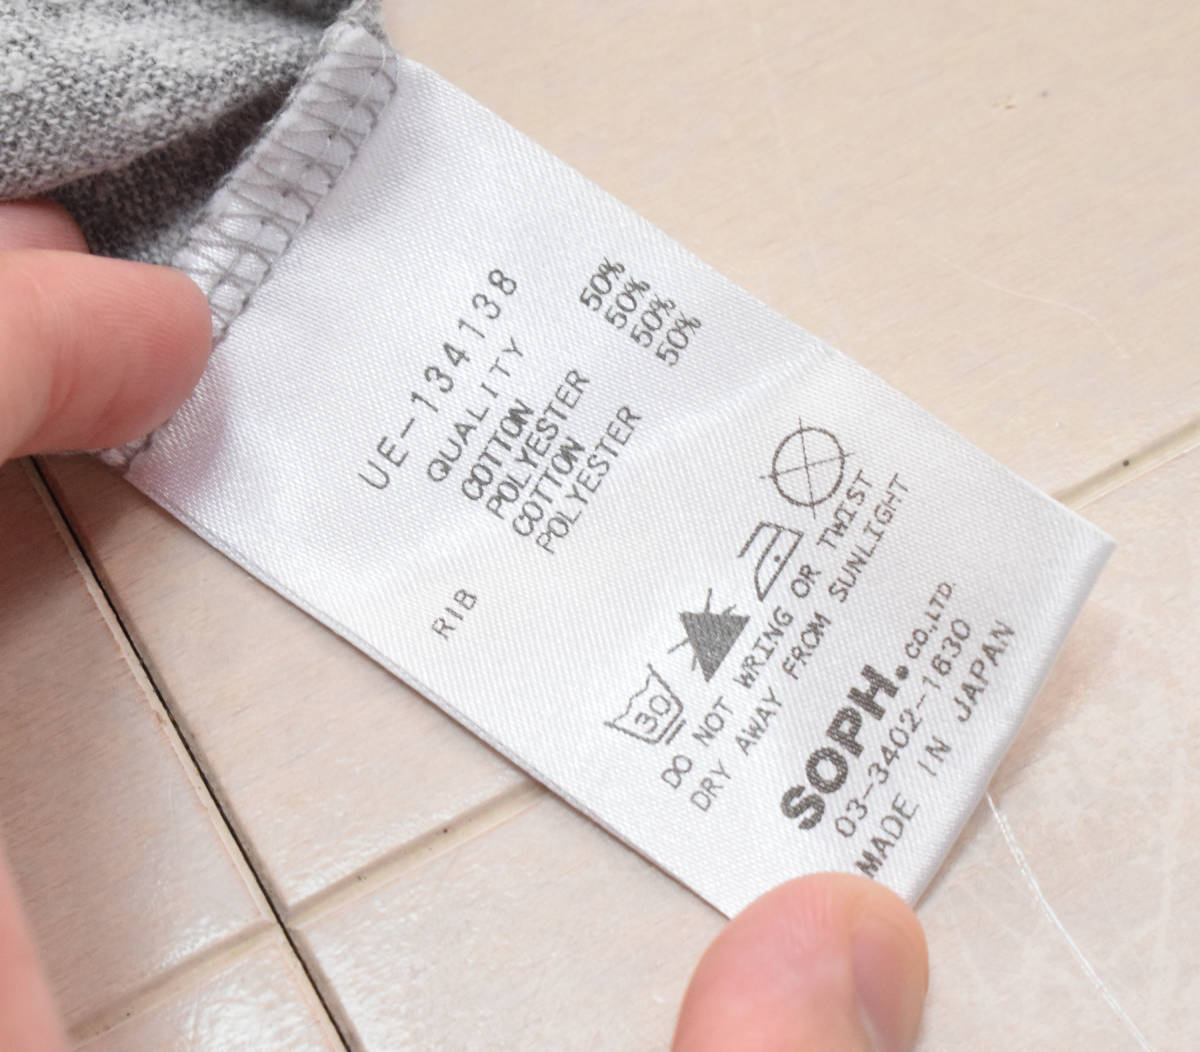 UE-134138
QUALITY
COTTON 50%
POLYESTER 50%
RIB COTTON 50%
POLYESTER 50%
30
DO NOT WRING OR TWIST
DRY AWAY FROM SUNLIGHT
SOPH. CO.,LTD.
03-3402-1630
MADE IN JAPAN